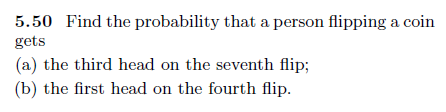 5.50 Find the probability that a person flipping a coin
gets
(a) the third head on the seventh flip;
(b) the first head on the fourth flip.